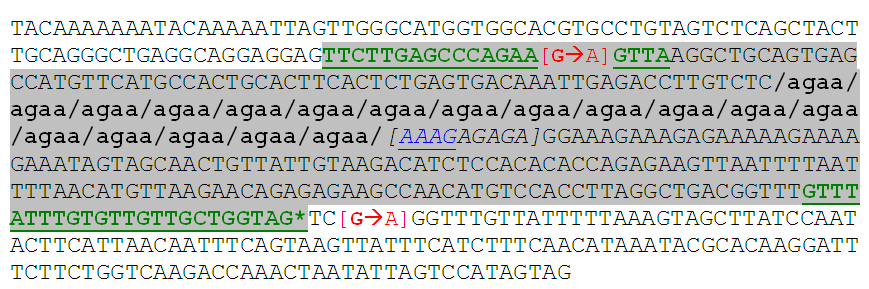 TACAAAAAAATACAAAAATTAGTTGGGCATGGTGGCACGTGCCTGTAGTCTCAGCTACT
TGCAGGGCTGAGGCAGGAGGAGTTCTTGAGCCCAGAA[G→A]GTTAAGGCTGCAGTGAG
CCATGTTCATGCCACTGCACTTCACTCTGAGTGACAAATTGAGACCTTGTCTC/agaa/
agaa/agaa/agaa/agaa/agaa/agaa/agaa/agaa/agaa/agaa/agaa/agaa
/agaa/agaa/agaa/agaa/agaa/[AAAGAGAGA]GGAAAGAAAGAGAAAAAGAAAA
GAAATAGTAGCAACTGTTATTGTAAGACATCTCCACACACCAGAGAAGTTAATTTTAAT
TTTAACATGTTAAGAACAGAGAGAAGCCAACATGTCCACCTTAGGCTGACGGTTTGTTT
ATTTGTGTTGTTGCTGGTAG*TC[G→A]GGTTTGTTATTTTTAAAGTAGCTTATCCAAT
ACTTCATTAACAATTTCAGTAAGTTATTTCATCTTTCAACATAAATACGCACAAGGATT
TCTTCTGGTCAAGACCAAACTAATATTAGTCCATAGTAG